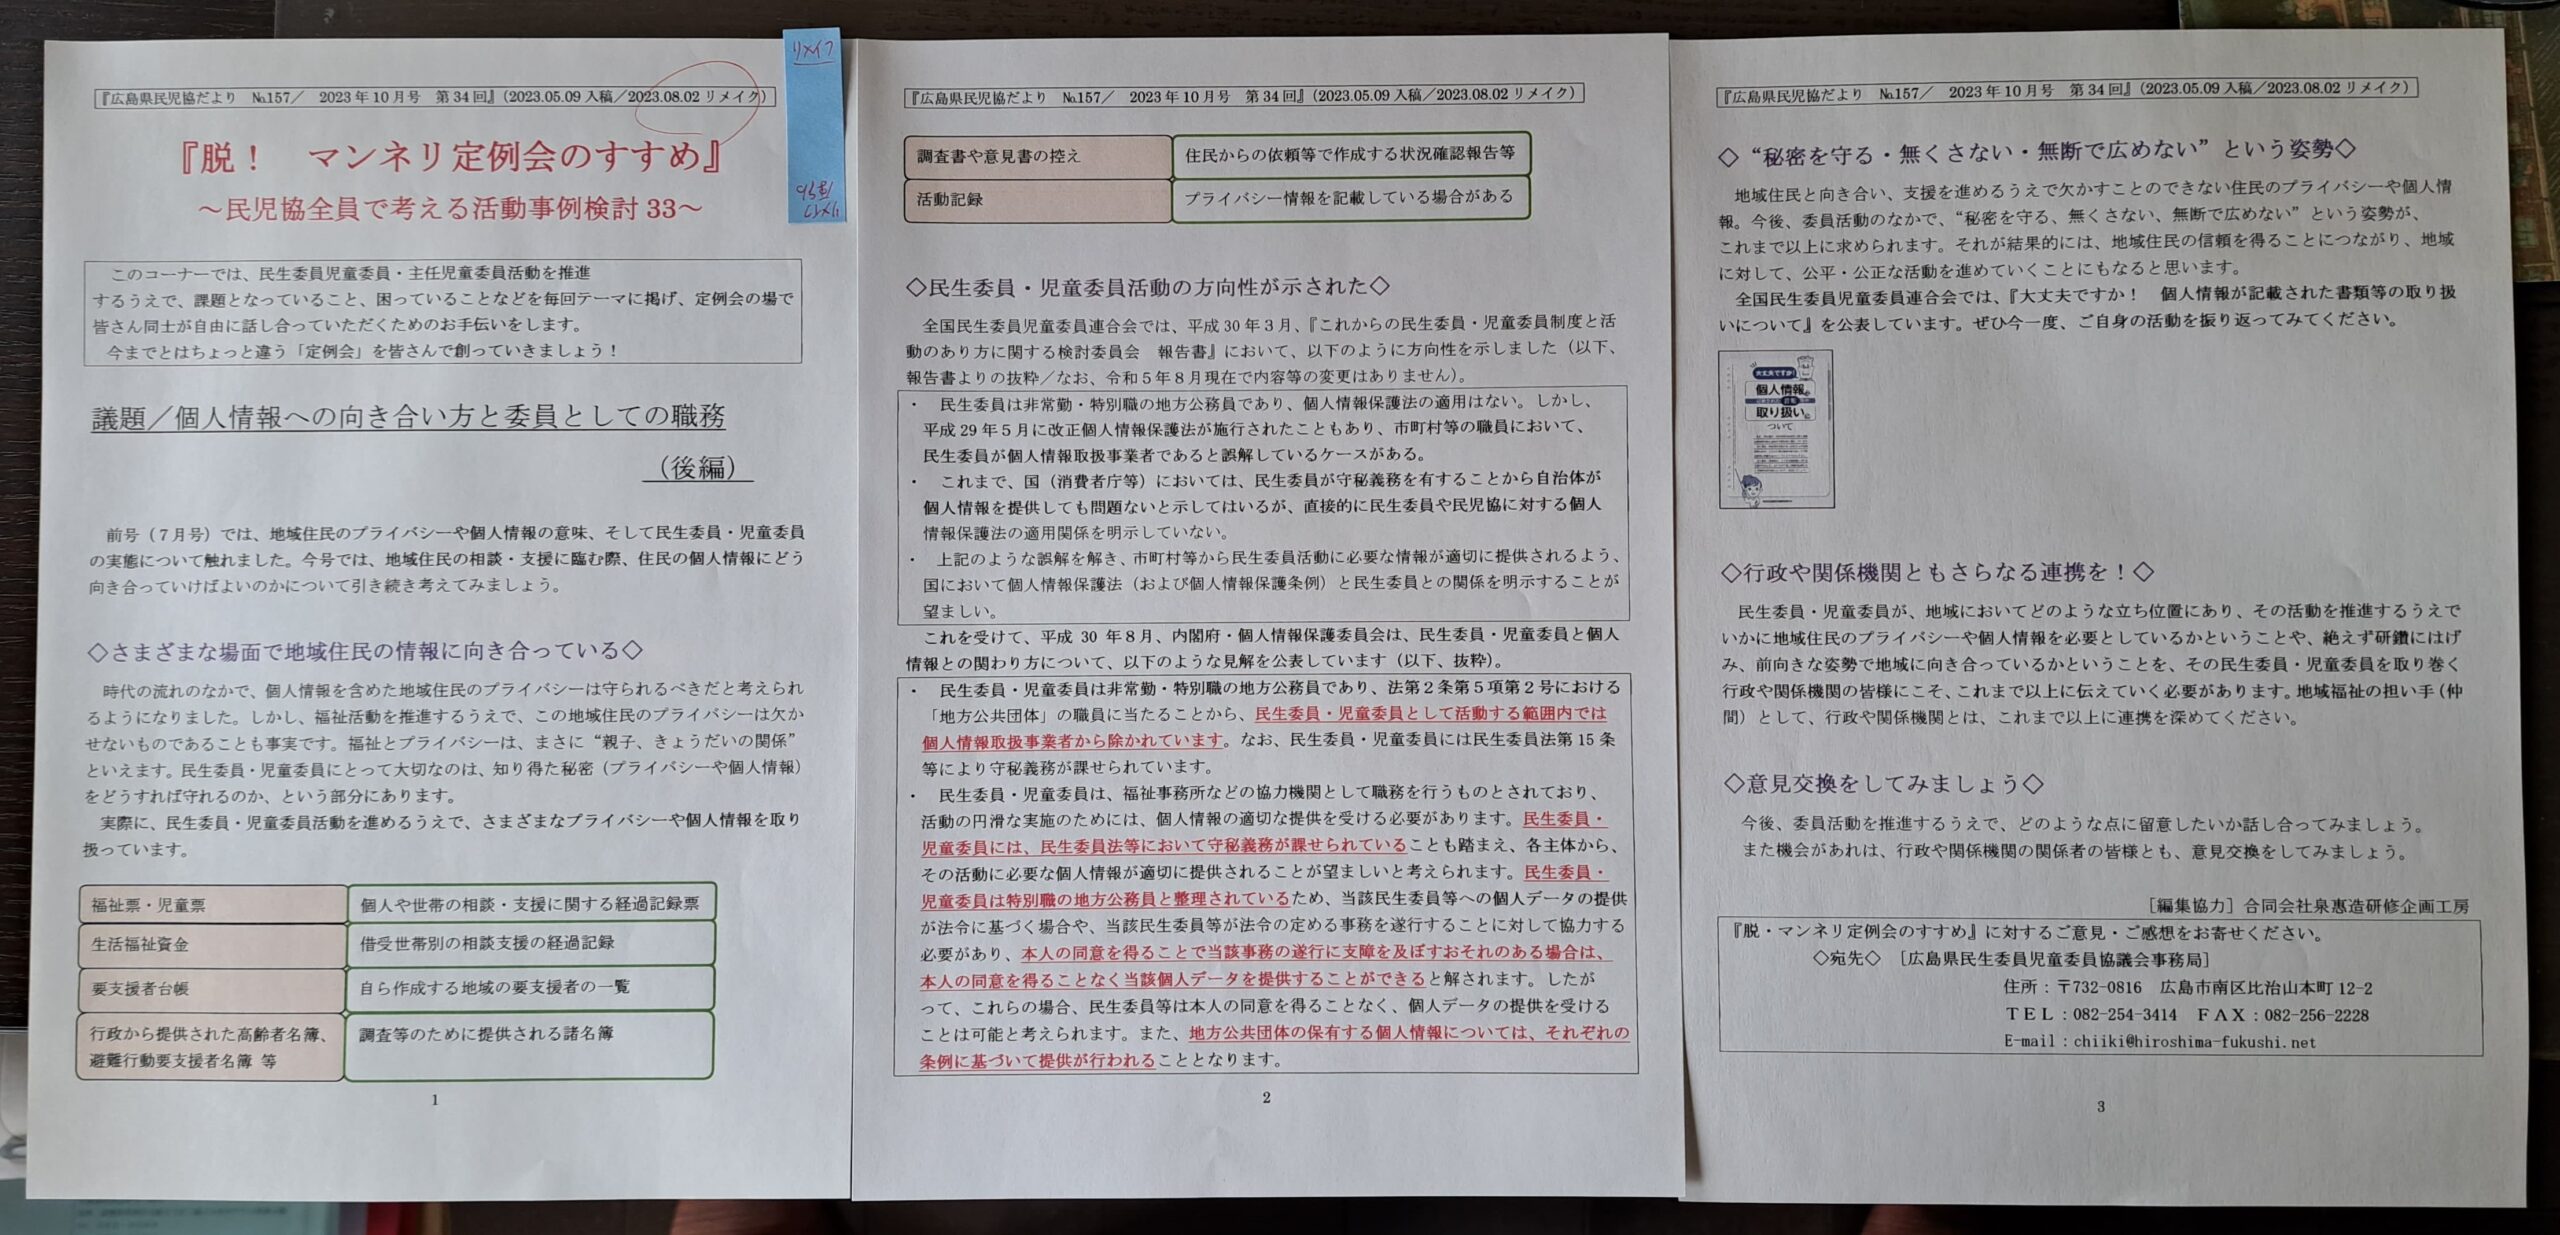 『広島県民児協だより　№157／　2023年10月号　第34回』（2023.05.09入稿／2023.08.02リメイク）
リメイク
『脱！　マンネリ定例会のすすめ』
～民児協全員で考える活動事例検討33～
このコーナーでは、民生委員児童委員・主任児童委員活動を推進
するうえで、課題となっていること、困っていることなどを毎回テーマに掲げ、定例会の場で
皆さん同士が自由に話し合っていただくためのお手伝いをします。
今までとはちょっと違う「定例会」を皆さんで創っていきましょう！
議題／個人情報への向き合い方と委員としての職務
（後編）
前号（７月号）では、地域住民のプライバシーや個人情報の意味、そして民生委員・児童委員
の実態について触れました。今号では、地域住民の相談・支援に臨む際、住民の個人情報にどう
向き合っていけばよいのかについて引き続き考えてみましょう。
◇さまざまな場面で地域住民の情報に向き合っている◇
時代の流れのなかで、個人情報を含めた地域住民のプライバシーは守られるべきだと考えられ
るようになりました。しかし、福祉活動を推進するうえで、この地域住民のプライバシーは欠か
せないものであることも事実です。福祉とプライバシーは、まさに“親子、きょうだいの関係”
といえます。民生委員・児童委員にとって大切なのは、知り得た秘密（プライバシーや個人情報）
をどうすれば守れるのか、という部分にあります。
実際に、民生委員・児童委員活動を進めるうえで、さまざまなプライバシーや個人情報を取り
扱っています。
福祉票・児童票　個人や世帯の相談・支援に関する経過記録票
生活福祉資金　借受世帯別の相談支援の経過記録
要支援者台帳　自ら作成する地域の要支援者の一覧
行政から提供された高齢者名簿、　調査等のために提供される諸名簿
避難行動要支援者名簿 等
1
『広島県民児協だより　№157／　2023年10月号　第34回』（2023.05.09入稿／2023.08.02リメイク）
調査書や意見書の控え　住民からの依頼等で作成する状況確認報告等
活動記録　プライバシー情報を記載している場合がある
◇民生委員・児童委員活動の方向性が示された◇
全国民生委員児童委員連合会では、平成30年３月、『これからの民生委員・児童委員制度と活
動のあり方に関する検討委員会　報告書』において、以下のように方向性を示しました（以下、
報告書よりの抜粋／なお、令和５年８月現在で内容等の変更はありません）。
・　民生委員は非常勤・特別職の地方公務員であり、個人情報保護法の適用はない。しかし、
平成29年５月に改正個人情報保護法が施行されたこともあり、市町村等の職員において、
民生委員が個人情報取扱事業者であると誤解しているケースがある。
・　これまで、国（消費者庁等）においては、民生委員が守秘義務を有することから自治体が
個人情報を提供しても問題ないと示してはいるが、直接的に民生委員や民児協に対する個人
情報保護法の適用関係を明示していない。
・　上記のような誤解を解き、市町村等から民生委員活動に必要な情報が適切に提供されるよう、
国において個人情報保護法（および個人情報保護条例）と民生委員との関係を明示することが
望ましい。
これを受けて、平成 30 年８月、内閣府・個人情報保護委員会は、民生委員・児童委員と個人
情報との関わり方について、以下のような見解を公表しています（以下、抜粋）。
・　民生委員・児童委員は非常勤・特別職の地方公務員であり、法第２条第５項第２号における
「地方公共団体」の職員に当たることから、民生委員・児童委員として活動する範囲内では
個人情報取扱事業者から除かれています。なお、民生委員・児童委員には民生委員法第15条
等により守秘義務が課せられています。
・　民生委員・児童委員は、福祉事務所などの協力機関として職務を行うものとされており、
活動の円滑な実施のためには、個人情報の適切な提供を受ける必要があります。民生委員・
児童委員には、民生委員法等において守秘義務が課せられていることも踏まえ、各主体から、
その活動に必要な個人情報が適切に提供されることが望ましいと考えられます。民生委員・
児童委員は特別職の地方公務員と整理されているため、当該民生委員等への個人データの提供
が法令に基づく場合や、当該民生委員等が法令の定める事務を遂行することに対して協力する
必要があり、本人の同意を得ることで当該事務の遂行に支障を及ぼすおそれのある場合は、
本人の同意を得ることなく当該個人データを提供することができると解されます。したが
って、これらの場合、民生委員等は本人の同意を得ることなく、個人データの提供を受ける
ことは可能と考えられます。また、地方公共団体の保有する個人情報については、それぞれの
条例に基づいて提供が行われることとなります。
2
『広島県民児協だより　№157／　2023年10月号　第34回』（2023.05.09入稿／2023.08.02リメイク）
◇“秘密を守る・無くさない・無断で広めない”という姿勢◇
地域住民と向き合い、支援を進めるうえで欠かすことのできない住民のプライバシーや個人情
報。今後、委員活動のなかで、“秘密を守る、無くさない、無断で広めない”という姿勢が、
これまで以上に求められます。それが結果的には、地域住民の信頼を得ることにつながり、地域
に対して、公平・公正な活動を進めていくことにもなると思います。
全国民生委員児童委員連合会では、『大丈夫ですか！　個人情報が記載された書類等の取り扱
いについて』を公表しています。ぜひ今一度、ご自身の活動を振り返ってみてください。
大丈夫ですか！
個人情報が
取り扱いに
ついて
◇行政や関係機関ともさらなる連携を！◇
民生委員・児童委員が、地域においてどのような立ち位置にあり、その活動を推進するうえで
いかに地域住民のプライバシーや個人情報を必要としているかということや、絶えず研鑽にはげ
み、前向きな姿勢で地域に向き合っているかということを、その民生委員・児童委員を取り巻く
行政や関係機関の皆様にこそ、これまで以上に伝えていく必要があります。地域福祉の担い手（仲
間）として、行政や関係機関とは、これまで以上に連携を深めてください。
◇意見交換をしてみましょう◇
今後、委員活動を推進するうえで、どのような点に留意したいか話し合ってみましょう。
また機会があれは、行政や関係機関の関係者の皆様とも、意見交換をしてみましょう。
［編集協力］合同会社泉惠造研修企画工房
『脱・マンネリ定例会のすすめ』に対するご意見・ご感想をお寄せください。
◇宛先◇　［広島県民生委員児童委員協議会事務局］
住所：〒732-0816　広島市南区比治山本町12-2
ＴＥＬ：082-254-3414　ＦＡＸ：082-256-2228
E-mail：chiiki@hiroshima-fukushi.net
3